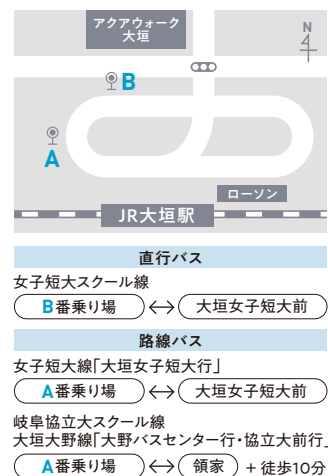 アクアウォーク
大垣
N
B
A
ローソン
JR大垣駅
直行バス
女子短大スクール線
B番乗り場 ↔ 大垣女子短大前
路線バス
女子短大線「大垣女子短大行」
A番乗り場 ↔ 大垣女子短大前
岐阜協立大スクール線
大垣大野線「大野バスセンター行・協立大前行」
A番乗り場 ↔ 領家 + 徒歩10分